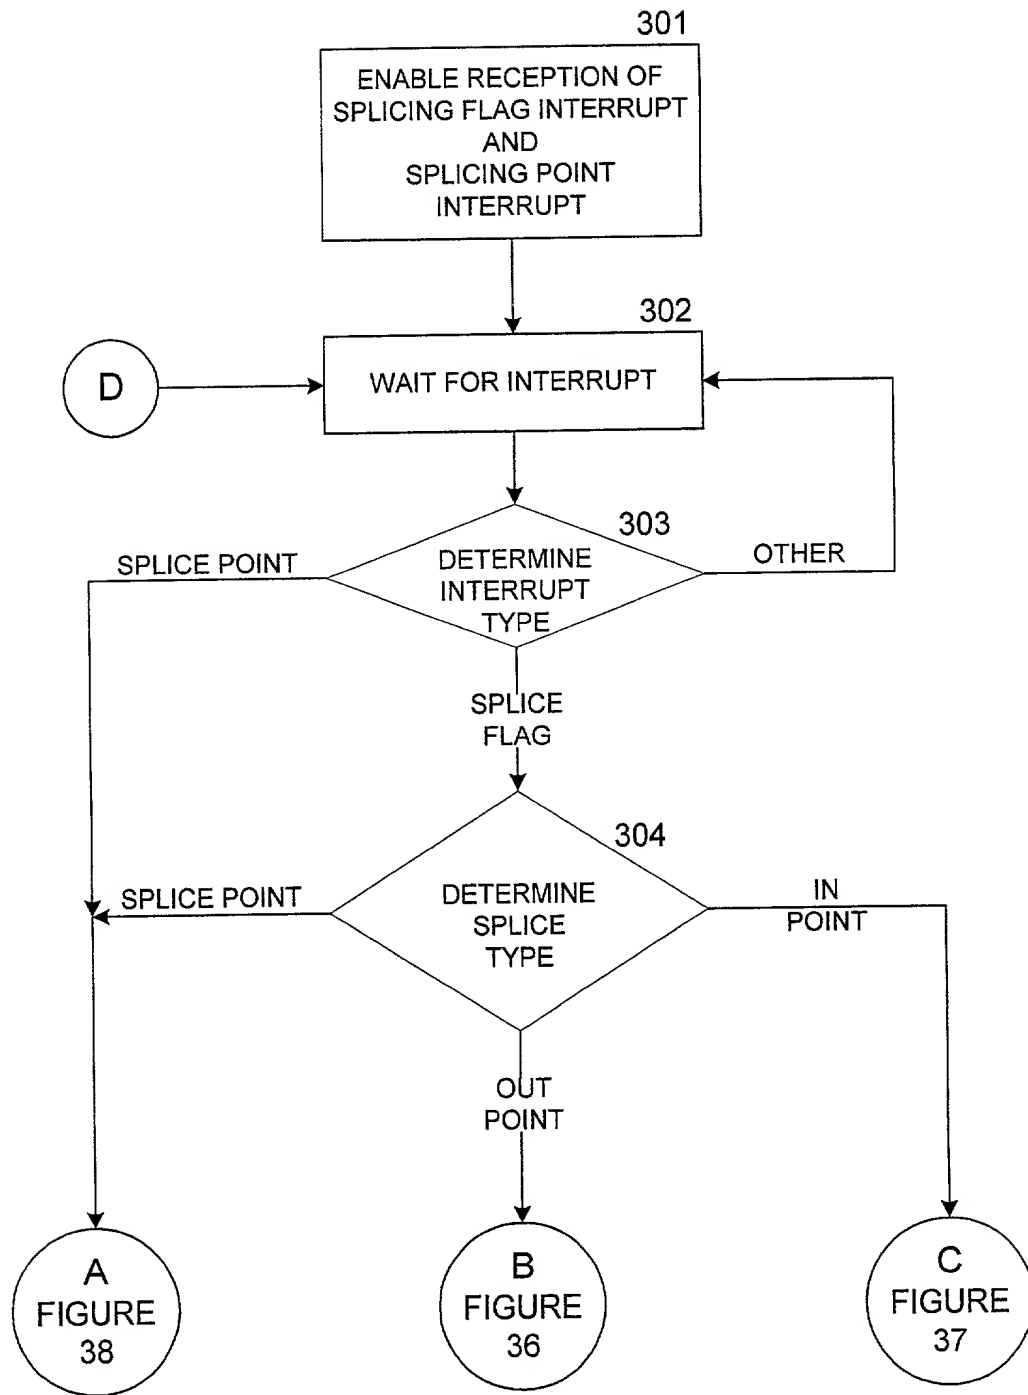 301
ENABLE RECEPTION OF
SPLICING FLAG INTERRUPT
AND
SPLICING POINT
INTERRUPT
302
D
WAIT FOR INTERRUPT
303
SPLICE POINT
DETERMINE
INTERRUPT
TYPE
OTHER
SPLICE
FLAG
304
SPLICE POINT
DETERMINE
SPLICE
TYPE
IN
POINT
OUT
POINT
A
FIGURE
38
B
FIGURE
36
C
FIGURE
37